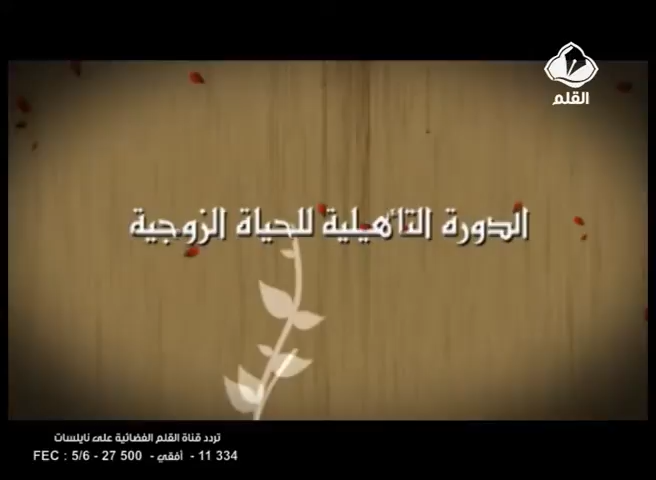 القلم
الدورة التأهيلية للحياة الزوجية
تردد قناة القلم الفضائية على نايلسات
11 334 - أفقي - 27 500 - FEC : 5/6